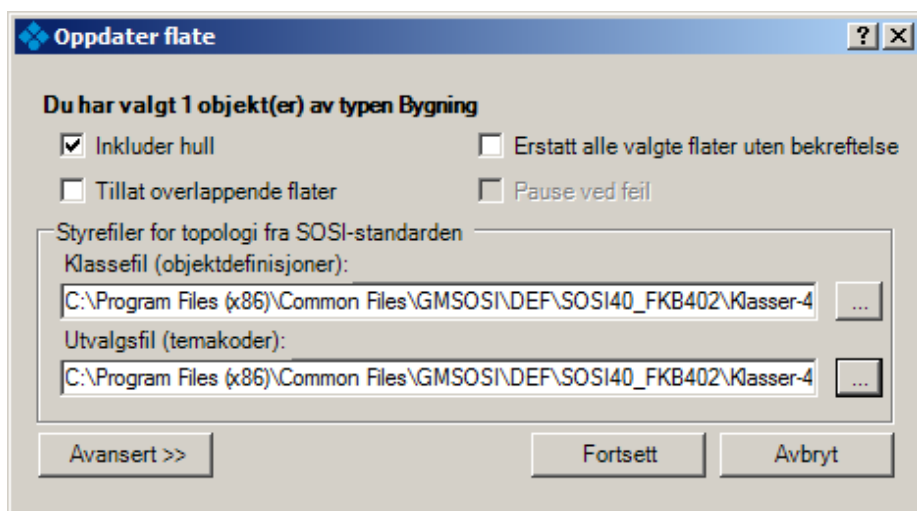 Oppdater flate
Du har valgt 1 objekt(er) av typen Bygning
Inkluder hull
Erstatt alle valgte flater uten bekreftelse
Tillat overlappende flater
Pause ved feil
Styrefiler for topologi fra SOSI-standarden
Klassefil (objektdefinisjoner):
C:\Program Files (x86)\Common Files\GMSOSI\DEF\SOSI40_FKB402\Klasser-4
...
Utvalgsfil (temakoder):
C:\Program Files (x86)\Common Files\GMSOSI\DEF\SOSI40_FKB402\Klasser-4
...
Avansert >>
Fortsett
Avbryt